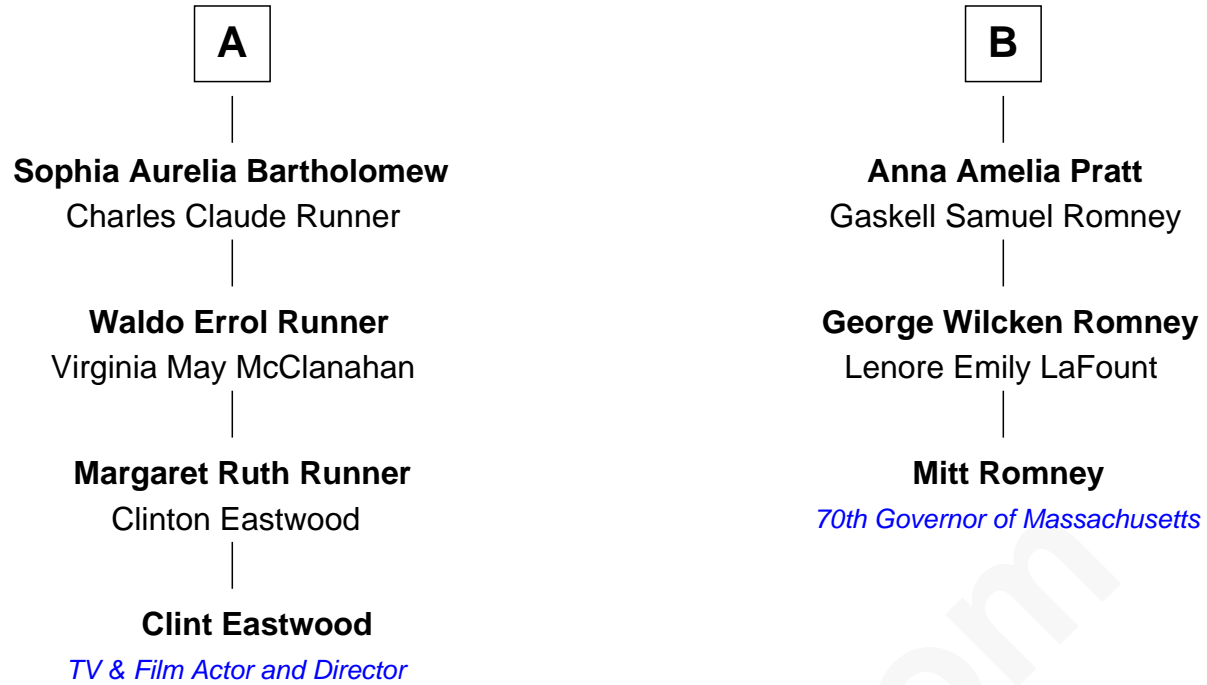 A
Sophia Aurelia Bartholomew
Charles Claude Runner
Waldo Errol Runner
Virginia May McClanahan
Margaret Ruth Runner
Clinton Eastwood
Clint Eastwood
TV & Film Actor and Director
B
Anna Amelia Pratt
Gaskell Samuel Romney
George Wilcken Romney
Lenore Emily LaFount
Mitt Romney
70th Governor of Massachusetts
om